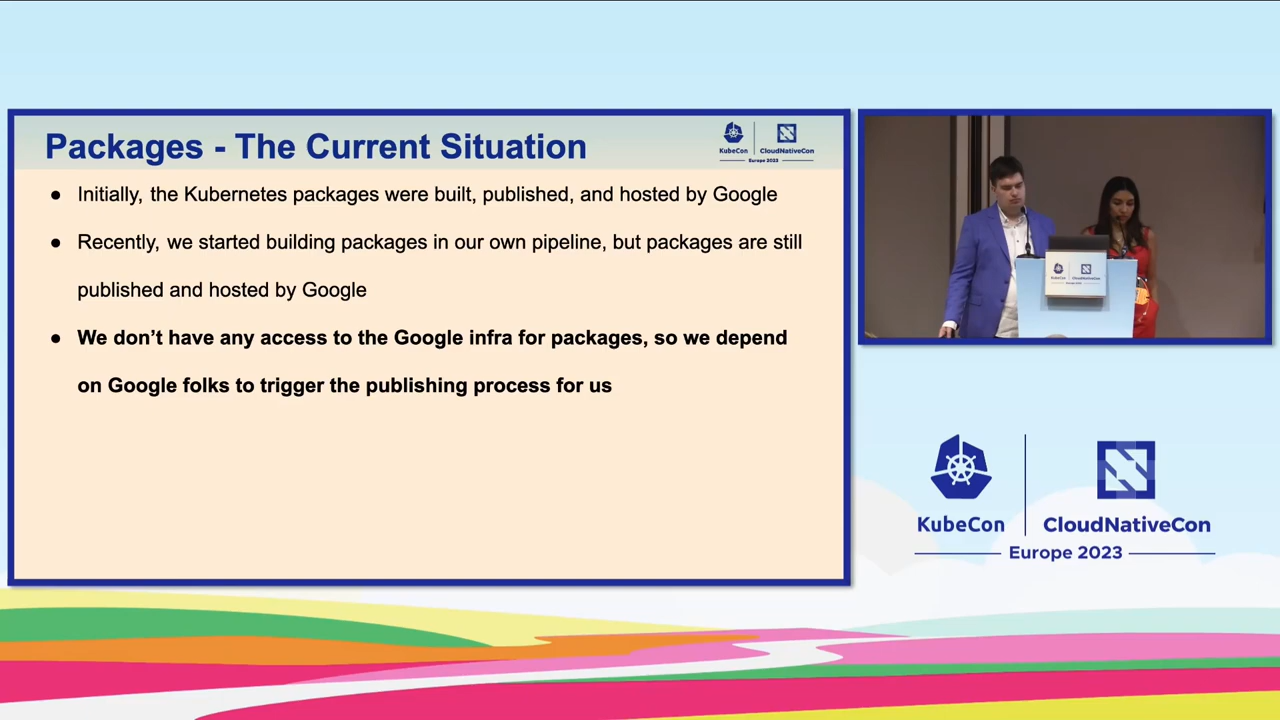 Packages - The Current Situation
KubeCon
CloudNativeCon
Europe 2023
● Initially, the Kubernetes packages were built, published, and hosted by Google
● Recently, we started building packages in our own pipeline, but packages are still
published and hosted by Google
● We don’t have any access to the Google infra for packages, so we depend
on Google folks to trigger the publishing process for us
KubeCon
CloudNativeCon
Europe 2023